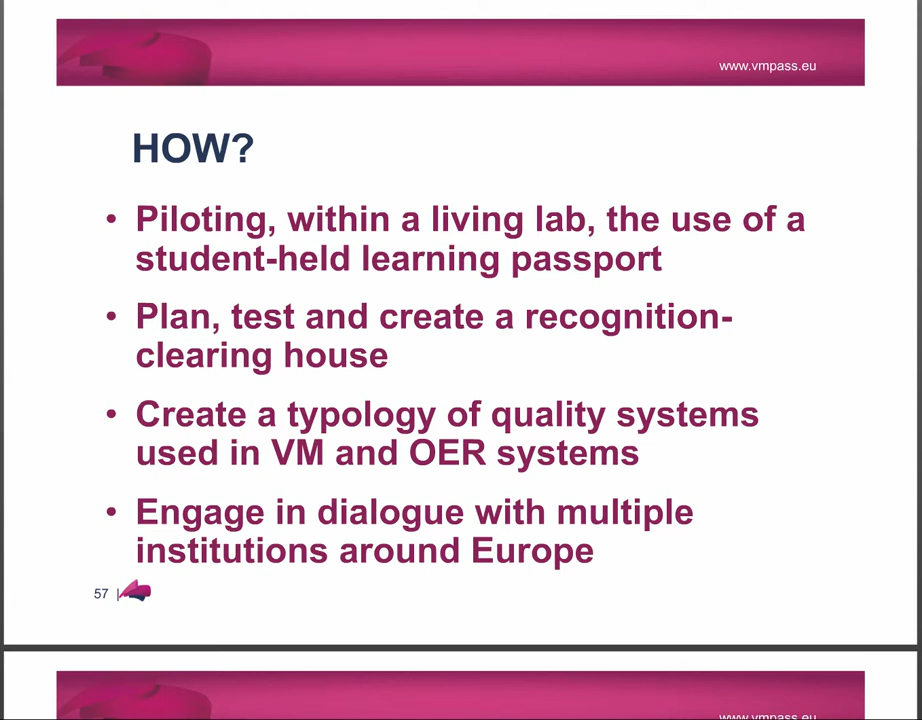 www.vmpass.eu
HOW?
• Piloting, within a living lab, the use of a
student-held learning passport
• Plan, test and create a recognition-
clearing house
• Create a typology of quality systems
used in VM and OER systems
• Engage in dialogue with multiple
institutions around Europe
57 |
www.vmpass.eu